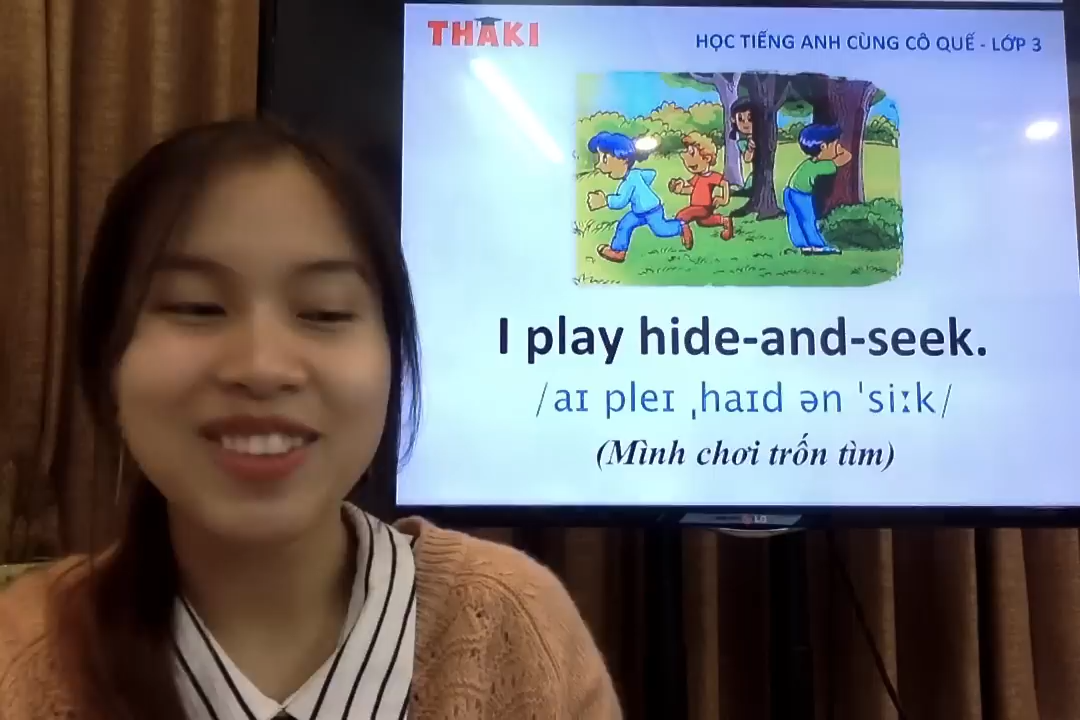 THAKI
HỌC TIẾNG ANH CÙNG CÔ QUẾ - LỚP 3
I play hide-and-seek.
/aɪ pleɪ ˌhaɪd ən ˈsiːk/
(Mình chơi trốn tìm)